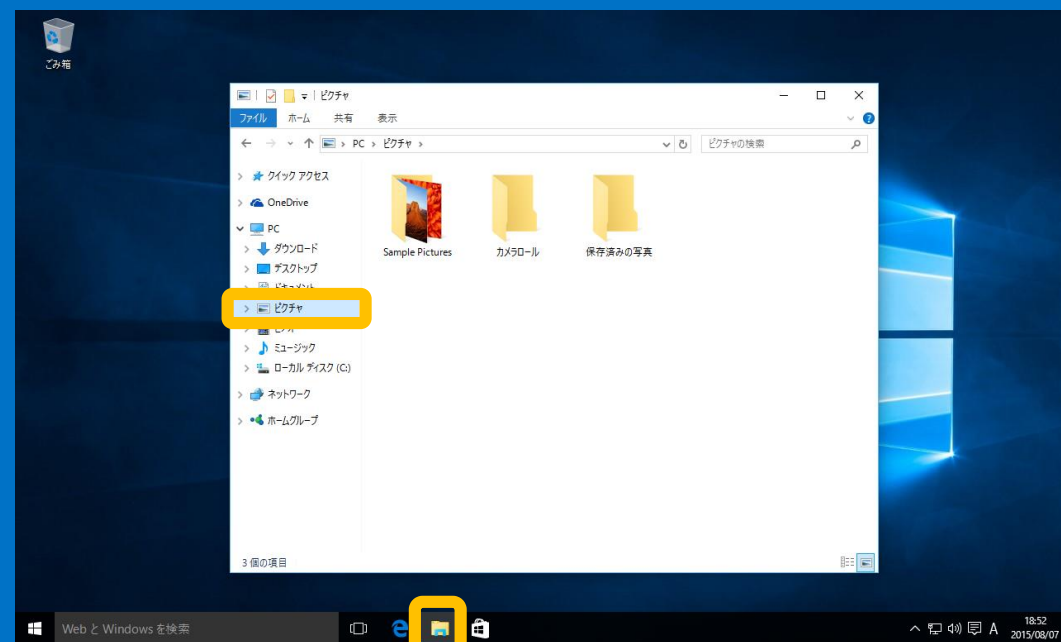 ごみ箱
ピクチャ
ファイル ホーム 共有 表示
PC ピクチャ
ピクチャの検索
クイック アクセス
OneDrive
PC
ダウンロード
デスクトップ
ピクチャ
ミュージック
ローカル ディスク (C:)
ネットワーク
ホームグループ
Sample Pictures
カメラロール
保存済みの写真
3 個の項目
Web と Windows を検索
A
18:52
2015/08/07